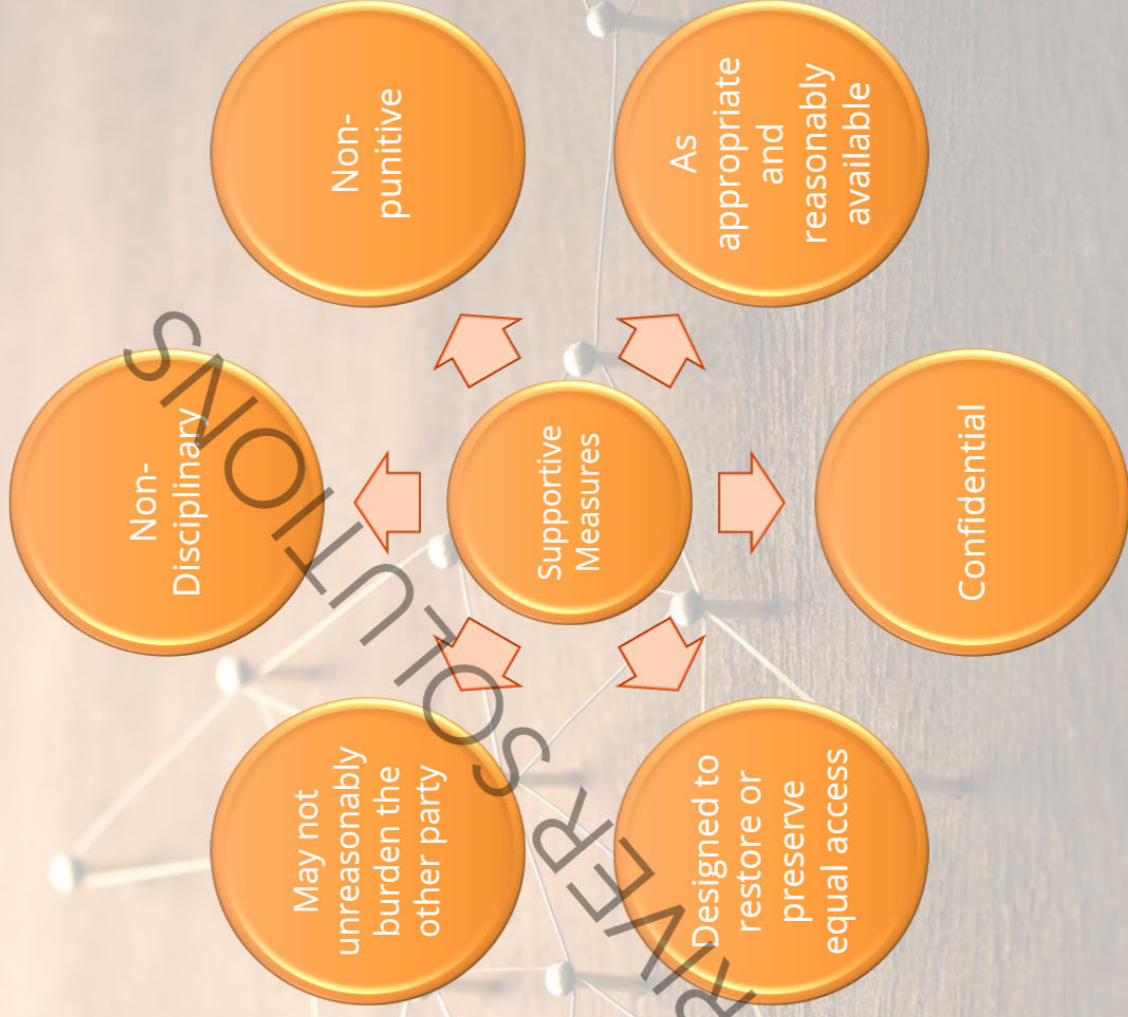 Non-
Disciplinary
May not
unreasonably
burden the
other party
Non-
punitive
Supportive
Measures
Designed to
restore or
preserve
equal access
As
appropriate
and
reasonably
available
Confidential
RIVER SOLUTIONS